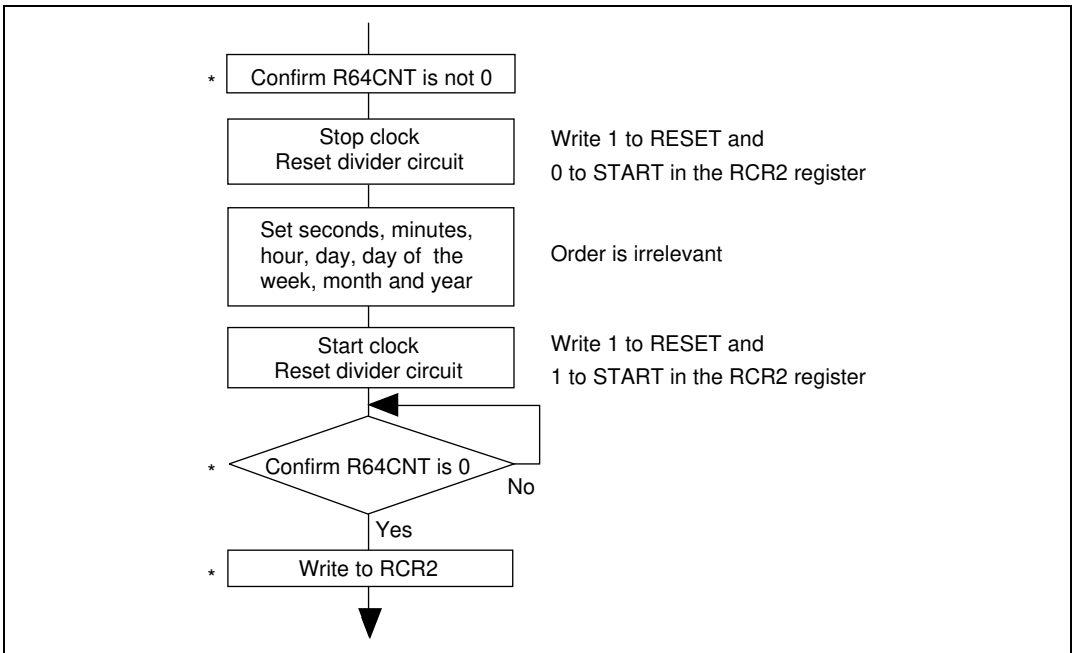 * Confirm R64CNT is not 0
Stop clock
Reset divider circuit
Write 1 to RESET and
0 to START in the RCR2 register
Set seconds, minutes,
hour, day, day of the
week, month and year
Order is irrelevant
Start clock
Reset divider circuit
Write 1 to RESET and
1 to START in the RCR2 register
* Confirm R64CNT is 0
No
Yes
* Write to RCR2